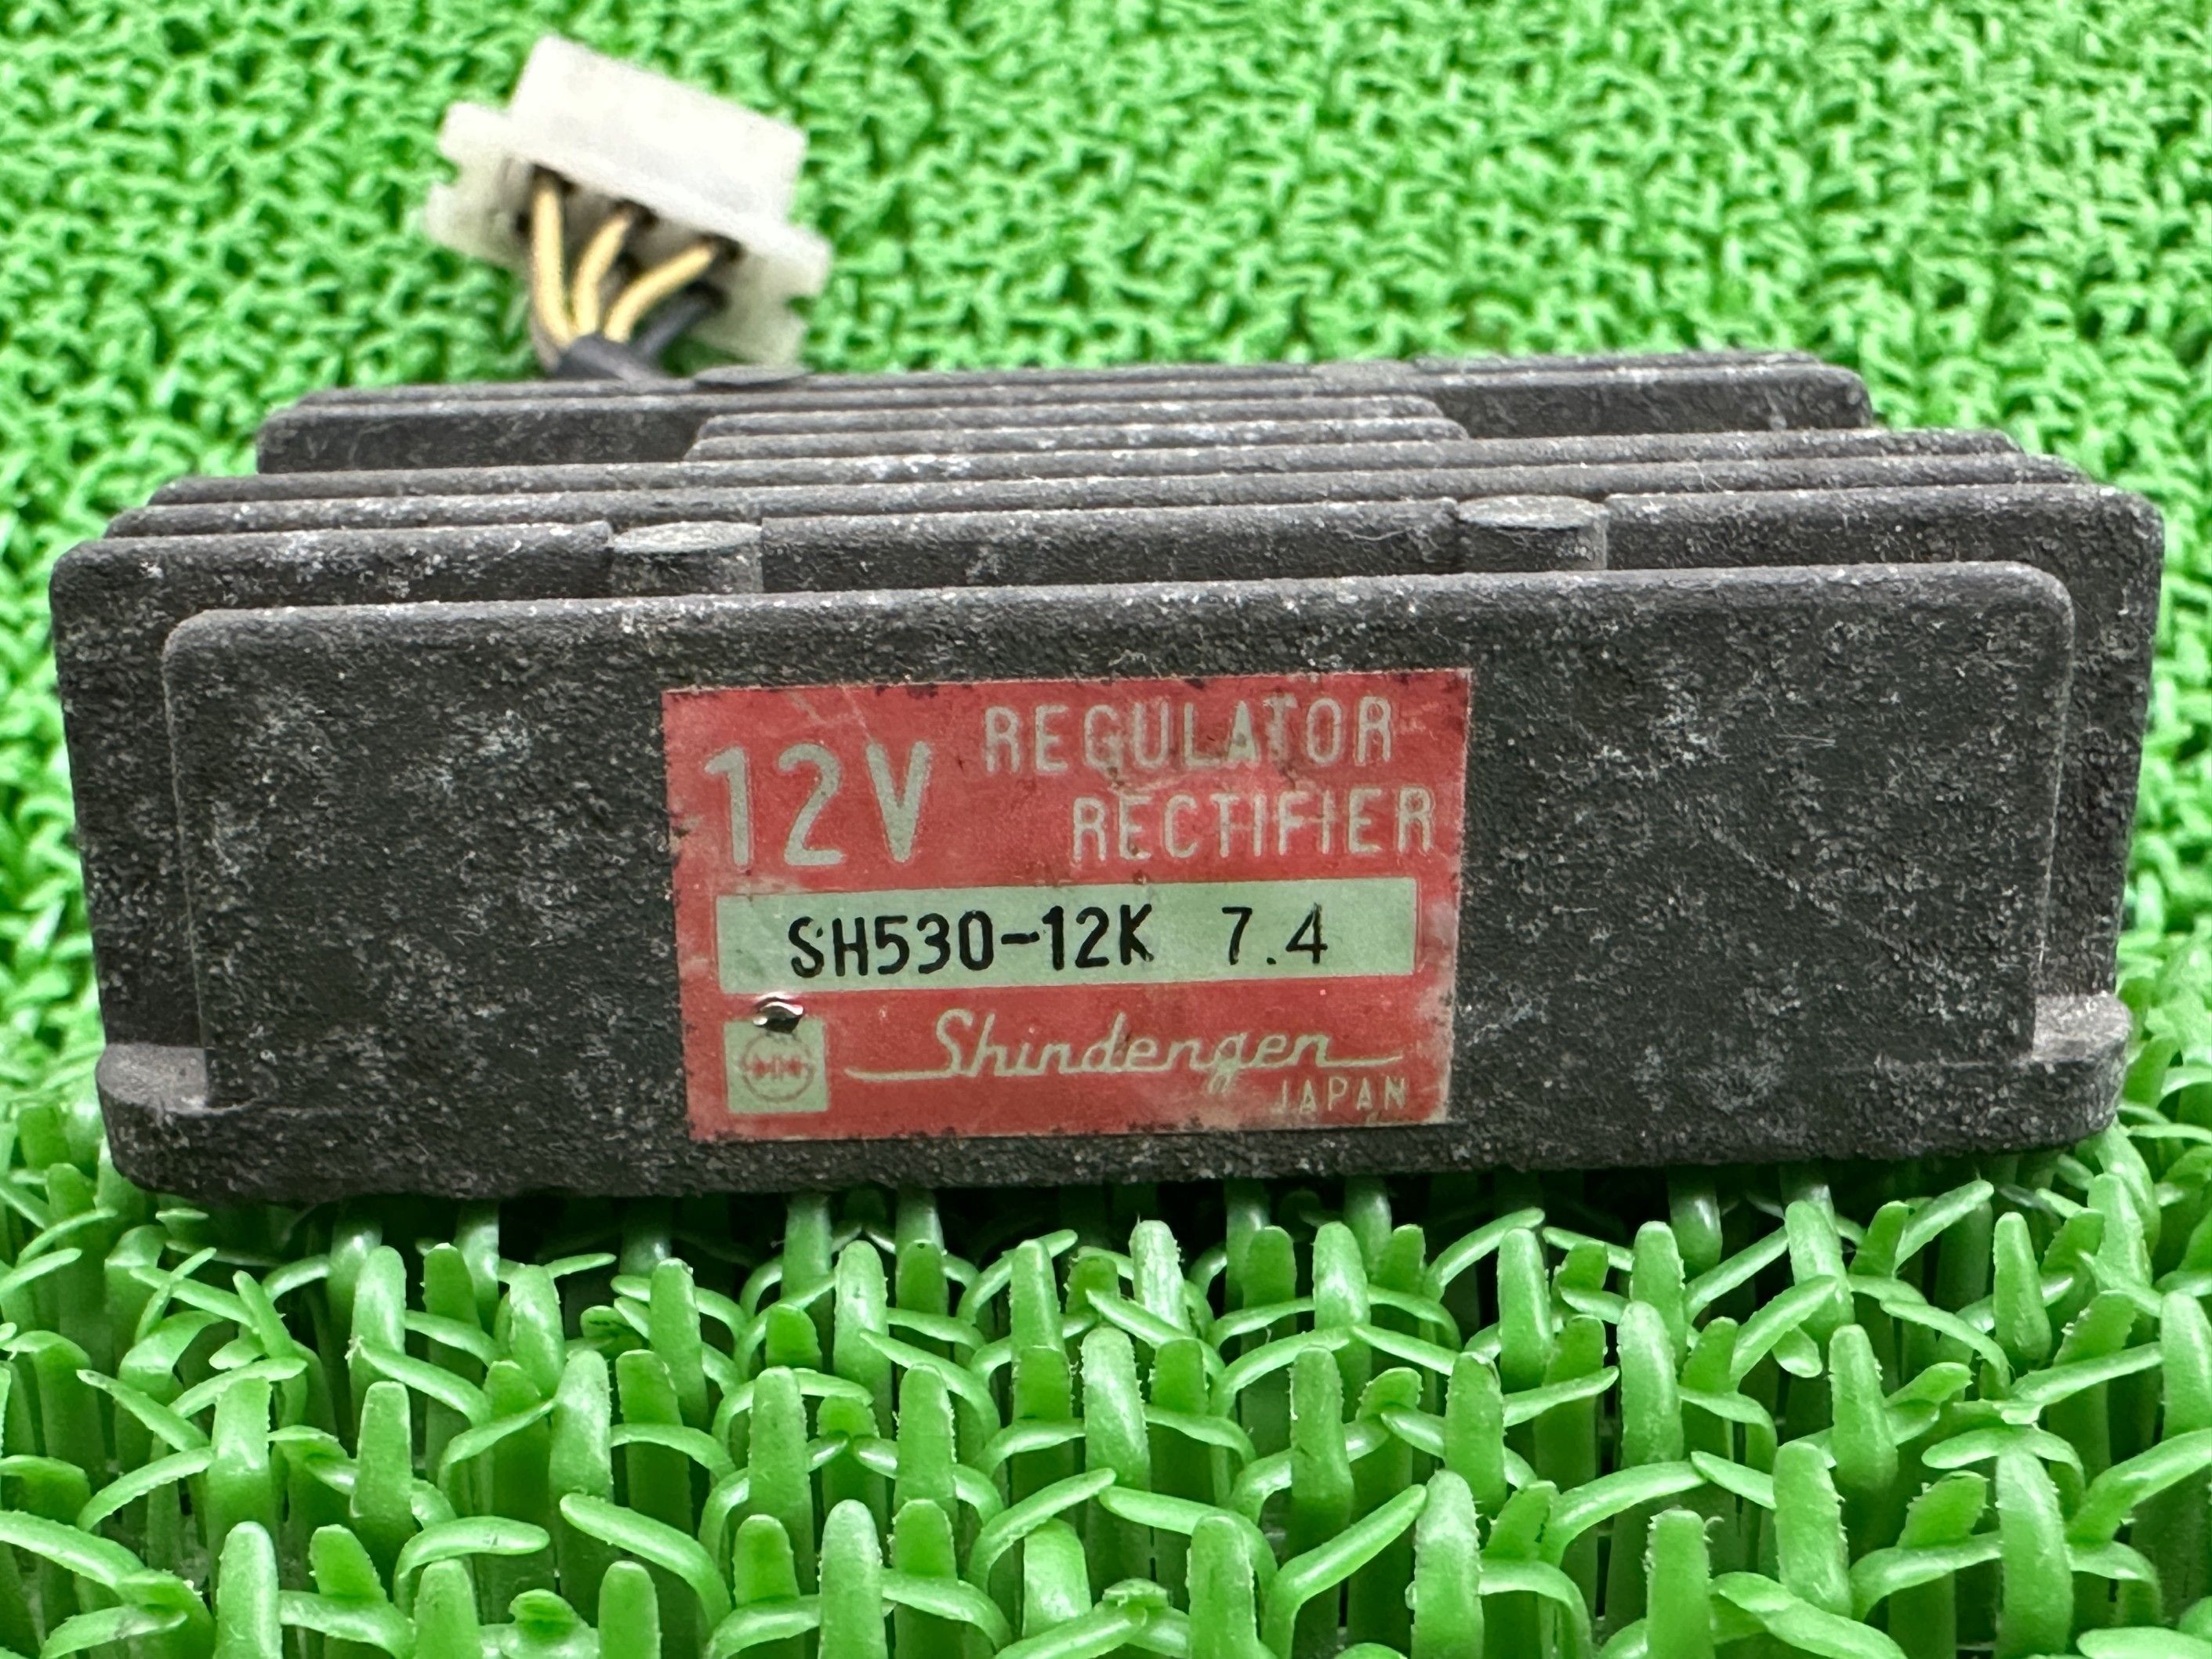 12V REGULATOR
RECTIFIER
SH530-12K 7.4
Shindengen
JAPAN